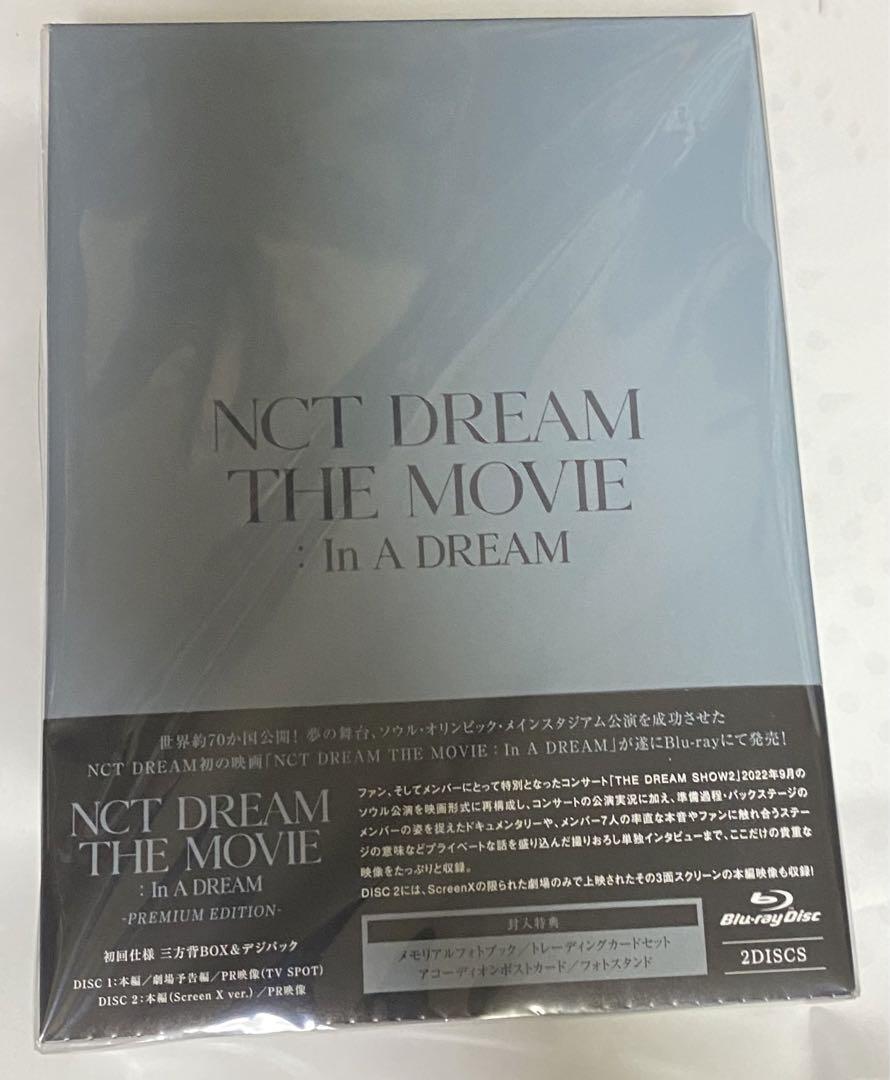 NCT DREAM
THE MOVIE
: In A DREAM
世界約70か国公開! 夢の舞台、ソウル・オリンピック・メインスタジアム公演を成功させた
NCT DREAM初の映画「NCT DREAM THE MOVIE : In A DREAM」が遂にBlu-rayにて発売!
NCT DREAM
THE MOVIE
: In A DREAM
-PREMIUM EDITION-
初回仕様 三方背BOX&デジパック
DISC 1:本編/劇場予告編/PR映像(TV SPOT)
DISC 2:本編(Screen X ver.)/PR映像
ファン、そしてメンバーにとって特別となったコンサート「THE DREAM SHOW2」2022年9月の
ソウル公演を映画形式に再構成し、コンサートの公演実況に加え、準備過程・バックステージの
メンバーの姿を捉えたドキュメンタリーや、メンバー7人の率直な本音やファンに触れ合うステー
ジの意味などプライベートな話を盛り込んだ撮りおろし単独インタビューまで、ここだけの貴重な
映像をたっぷりと収録。
DISC 2には、ScreenXの限られた劇場のみで上映されたその3面スクリーンの本編映像も収録!
封入特典
メモリアルフォトブック/トレーディングカードセット
アコーディオンポストカード/フォトスタンド
Blu-ray Disc
2DISCS